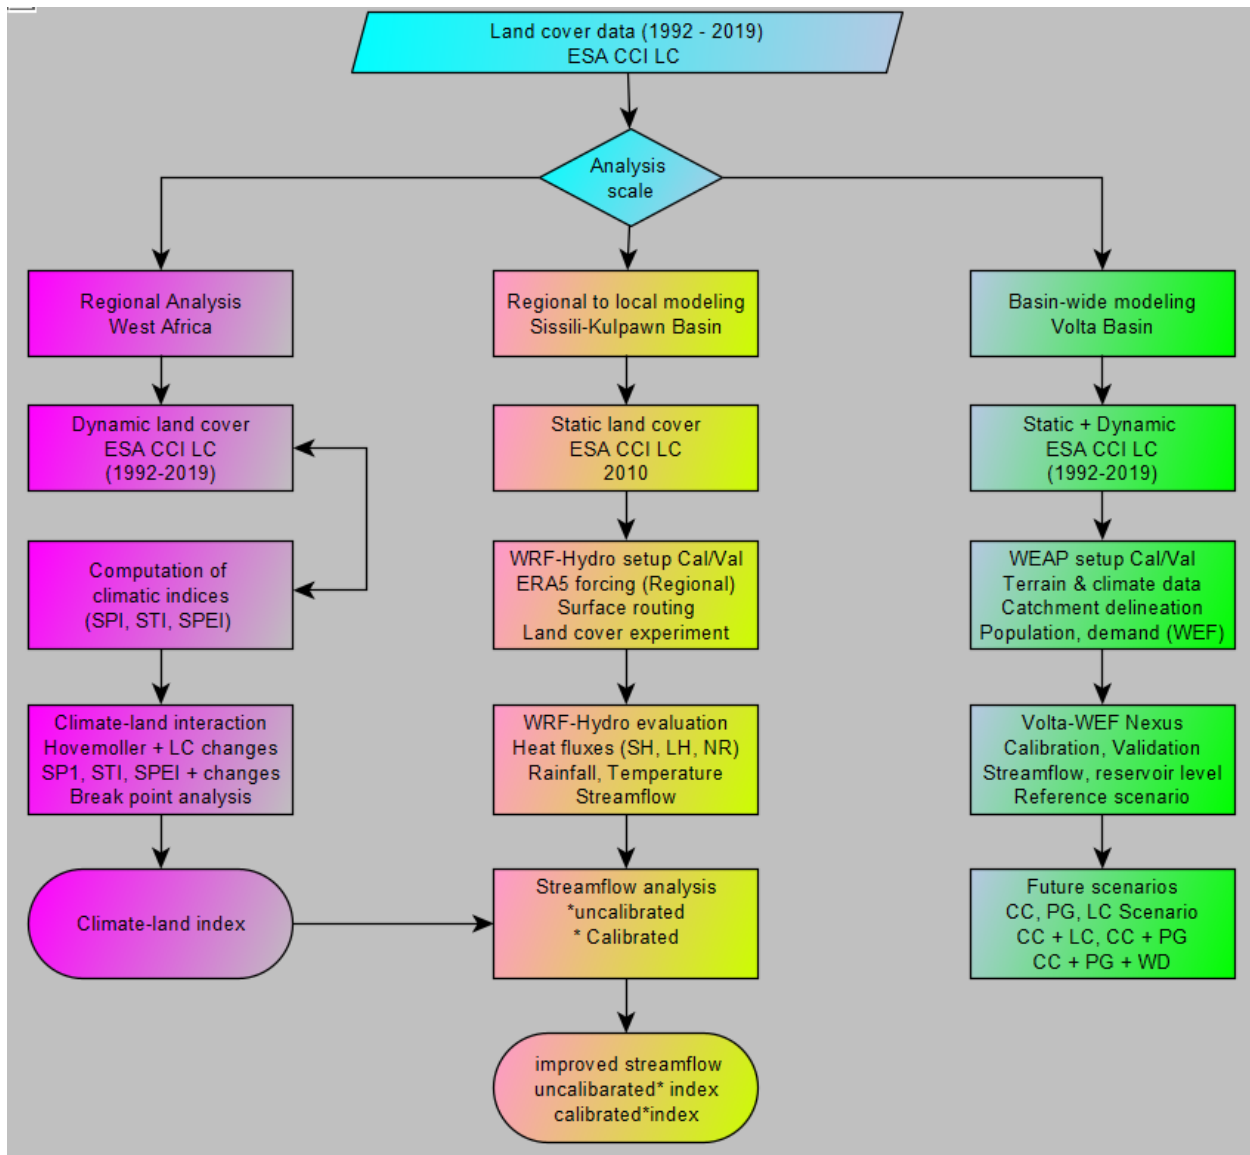 Land cover data (1992 - 2019)
ESA CCI LC
Analysis
scale
Regional Analysis
West Africa
Dynamic land cover
ESA CCI LC
(1992-2019)
Computation of
climatic indices
(SPI, STI, SPEI)
Climate-land interaction
Hovemoller + LC changes
SP1, STI, SPEI + changes
Break point analysis
Climate-land index
Regional to local modeling
Sissili-Kulpawn Basin
Static land cover
ESA CCI LC
2010
WRF-Hydro setup Cal/Val
ERA5 forcing (Regional)
Surface routing
Land cover experiment
WRF-Hydro evaluation
Heat fluxes (SH, LH, NR)
Rainfall, Temperature
Streamflow
Streamflow analysis
*uncalibrated
* Calibrated
improved streamflow
uncalibarated* index
calibrated*index
Basin-wide modeling
Volta Basin
Static + Dynamic
ESA CCI LC
(1992-2019)
WEAP setup Cal/Val
Terrain & climate data
Catchment delineation
Population, demand (WEF)
Volta-WEF Nexus
Calibration, Validation
Streamflow, reservoir level
Reference scenario
Future scenarios
CC, PG, LC Scenario
CC + LC, CC + PG
CC + PG + WD